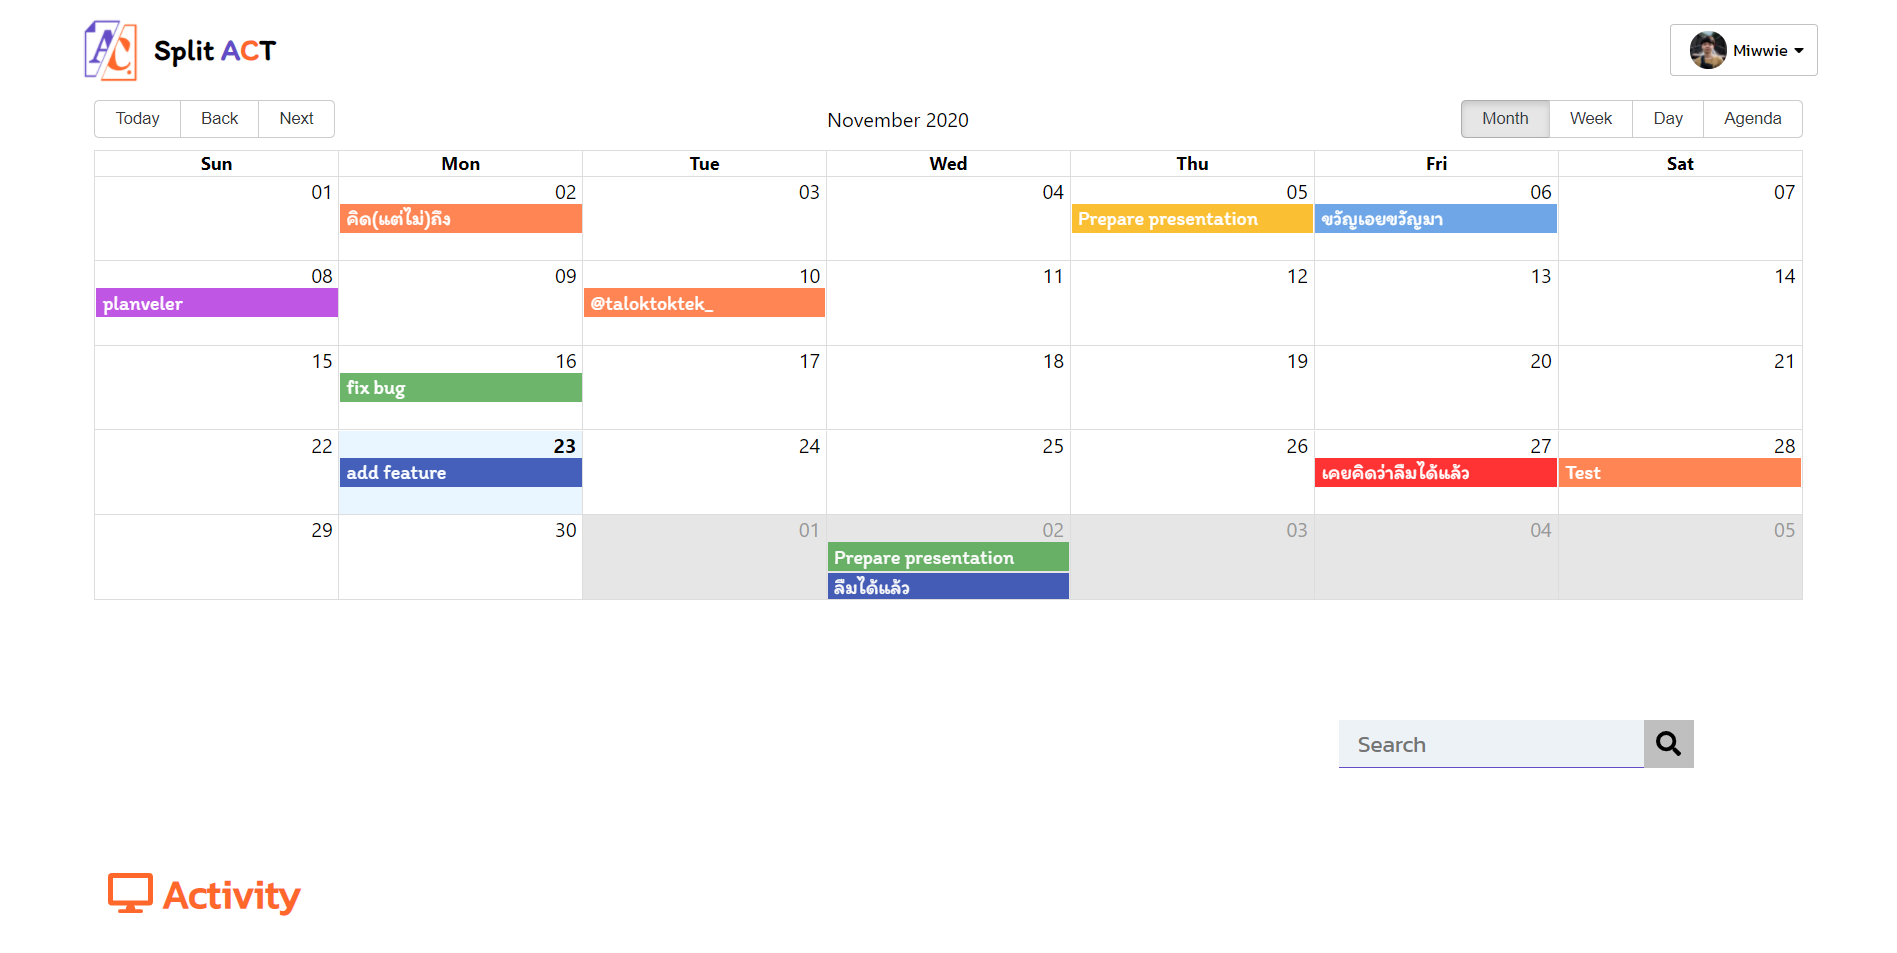 AC.
Split ACT
Miwwie
Today Back Next
November 2020
Month Week Day Agenda
Sun Mon Tue Wed Thu Fri Sat
01 02 03 04 05 06 07
คิด(แต่ไม่)ถึง Prepare presentation ขวัญเอยขวัญมา
08 09 10 11 12 13 14
planveler @taloktoktek_
15 16 17 18 19 20 21
fix bug
22 23 24 25 26 27 28
add feature เคยคิดว่าลืมได้แล้ว Test
29 30 01 02 03 04 05
Prepare presentation
ลืมได้แล้ว
Search
Activity